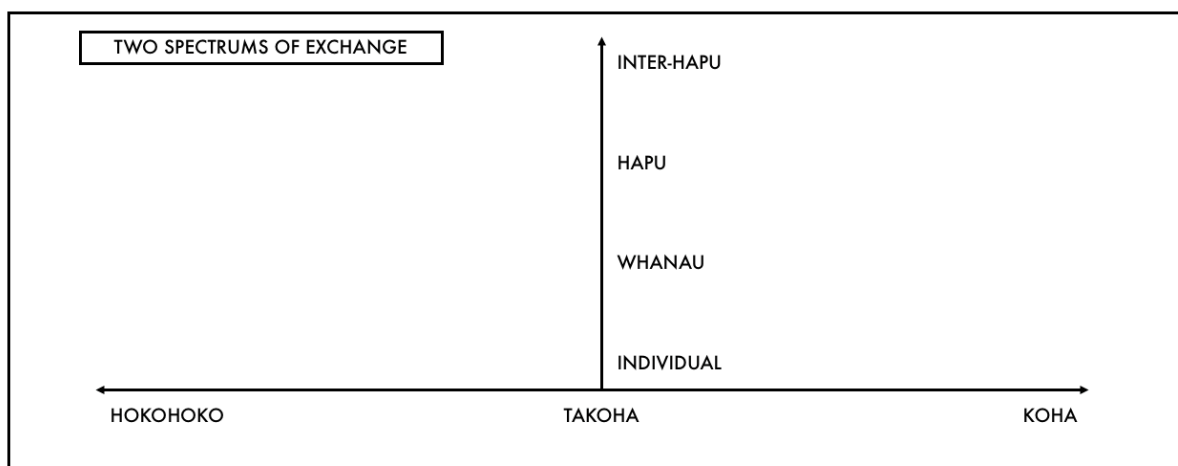 TWO SPECTRUMS OF EXCHANGE
INTER-HAPU
HAPU
WHANAU
INDIVIDUAL
HOKOHOKO
TAKOHA
KOHA